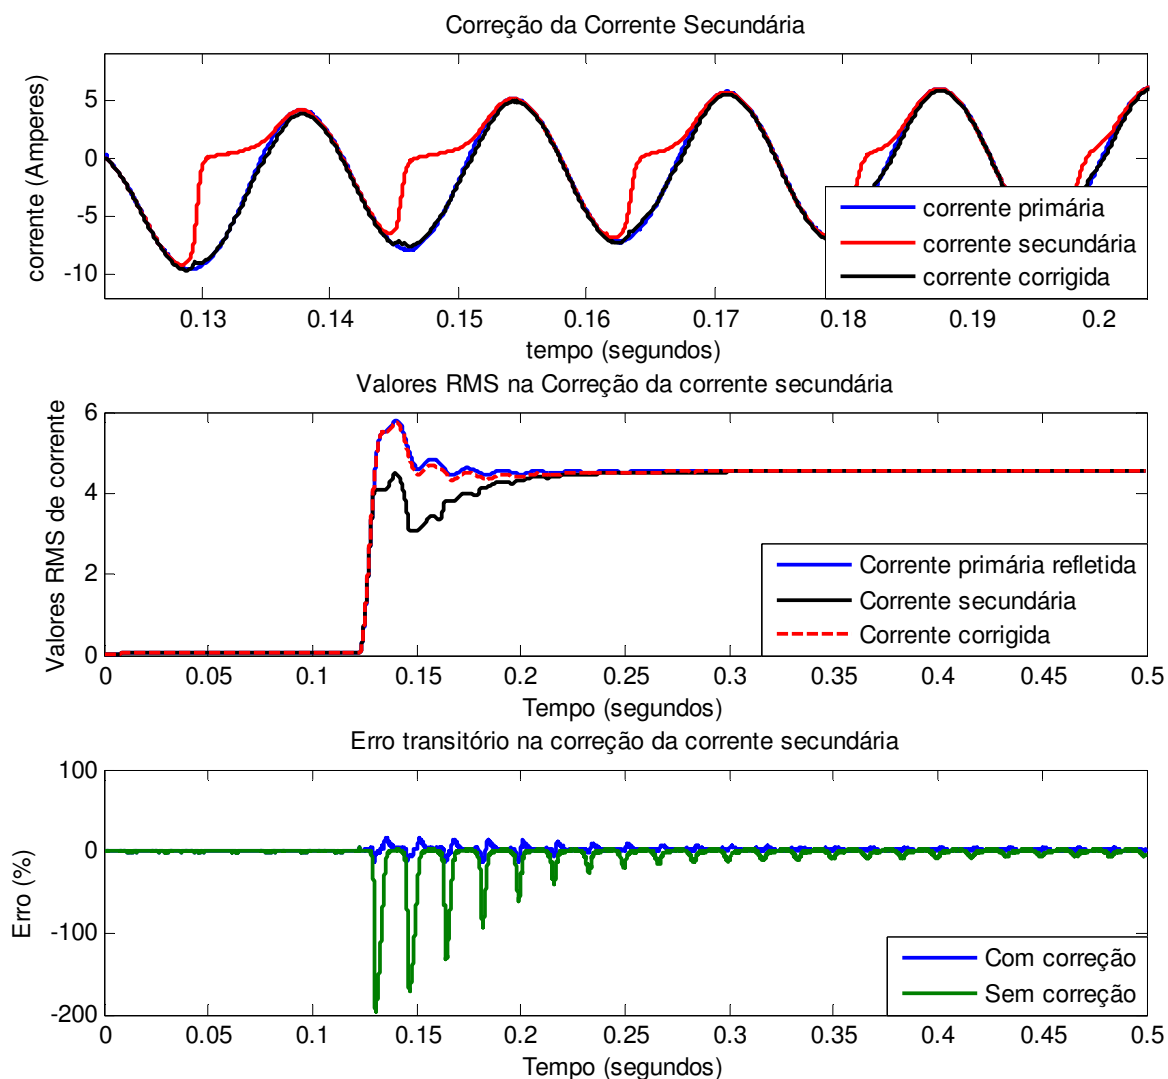 Correção da Corrente Secundária
corrente (Amperes)
5
0
-5
-10
0.13 0.14 0.15 0.16 0.17 0.18 0.19 0.2
tempo (segundos)
corrente primária
corrente secundária
corrente corrigida
Valores RMS na Correção da corrente secundária
Valores RMS de corrente
6
4
2
0
0 0.05 0.1 0.15 0.2 0.25 0.3 0.35 0.4 0.45 0.5
Tempo (segundos)
Corrente primária refletida
Corrente secundária
Corrente corrigida
Erro transitório na correção da corrente secundária
Erro (%)
100
0
-100
-200
0 0.05 0.1 0.15 0.2 0.25 0.3 0.35 0.4 0.45 0.5
Tempo (segundos)
Com correção
Sem correção